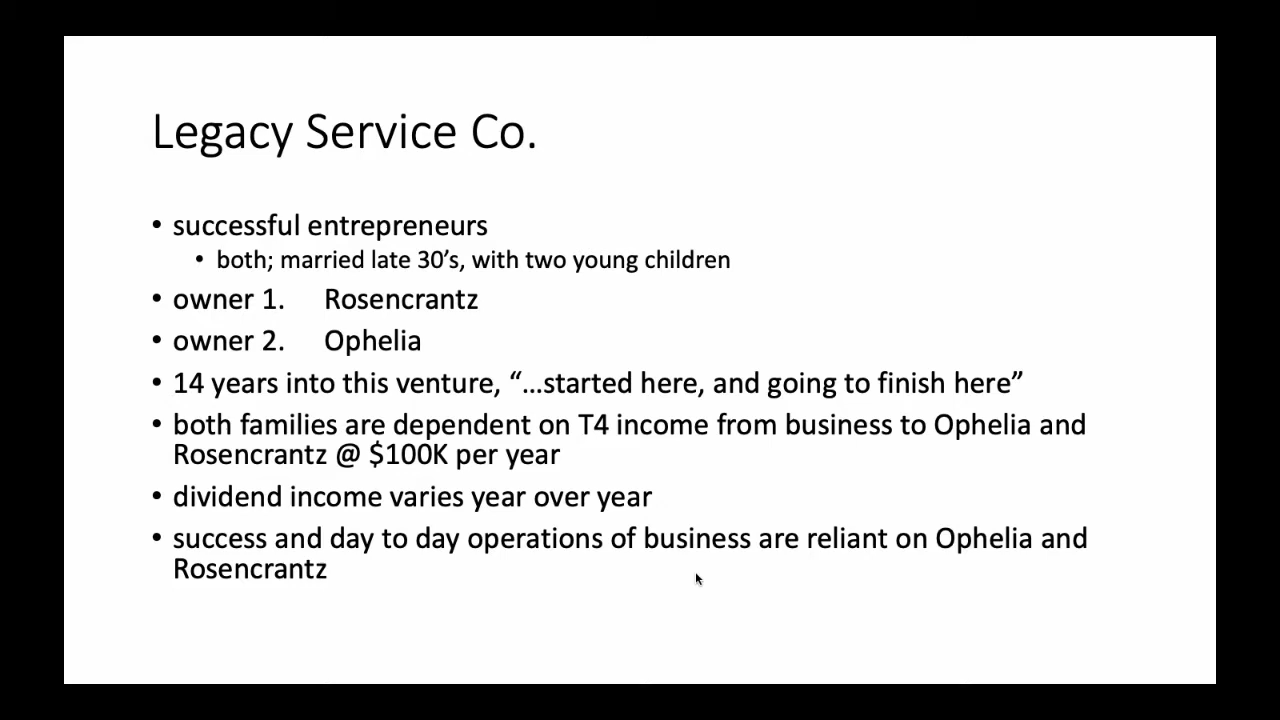 Legacy Service Co.
• successful entrepreneurs
• both; married late 30’s, with two young children
• owner 1. Rosencrantz
• owner 2. Ophelia
• 14 years into this venture, “…started here, and going to finish here”
• both families are dependent on T4 income from business to Ophelia and
Rosencrantz @ $100K per year
• dividend income varies year over year
• success and day to day operations of business are reliant on Ophelia and
Rosencrantz